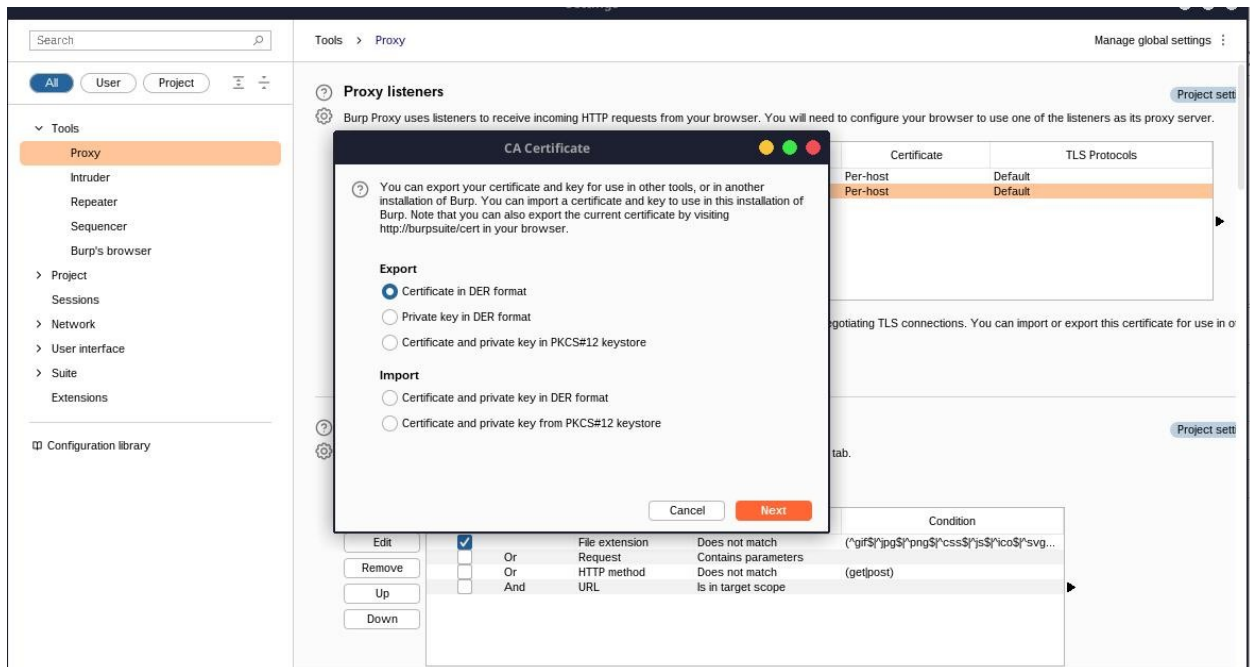 Settings
Search
Tools > Proxy
Manage global settings
All
User
Project
Tools
Proxy
Intruder
Repeater
Sequencer
Burp's browser
Project
Sessions
Network
User interface
Suite
Extensions
Configuration library
Proxy listeners
Project setti
Burp Proxy uses listeners to receive incoming HTTP requests from your browser. You will need to configure your browser to use one of the listeners as its proxy server.
Certificate TLS Protocols
Per-host Default
Per-host Default
CA Certificate
You can export your certificate and key for use in other tools, or in another
installation of Burp. You can import a certificate and key to use in this installation of
Burp. Note that you can also export the current certificate by visiting
http://burpsuite/cert in your browser.
Export
Certificate in DER format
Private key in DER format
Certificate and private key in PKCS#12 keystore
Import
Certificate and private key in DER format
Certificate and private key from PKCS#12 keystore
Cancel
Next
egotiating TLS connections. You can import or export this certificate for use in
Project setti
tab.
Condition
Edit
Remove
Up
Down
File extension Does not match (^gif$|^jpg$|^png$|^css$|^js$|^ico$|^svg...
Or Request Contains parameters
Or HTTP method Does not match (get|post)
And URL Is in target scope